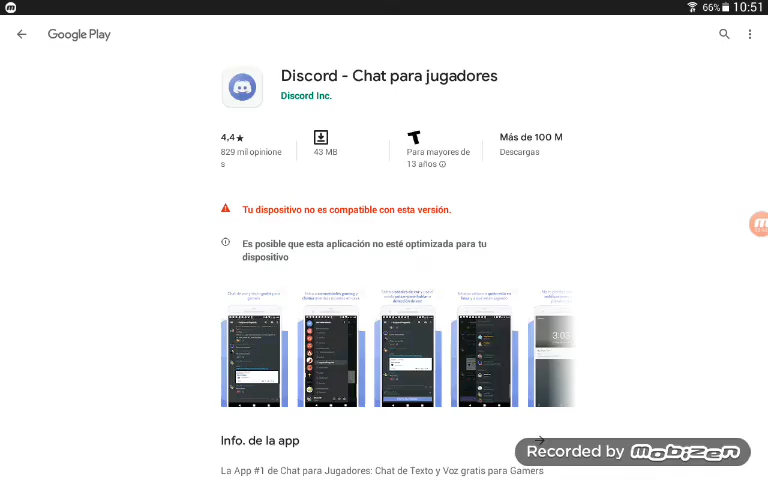 66% 10:51
Google Play
Discord - Chat para jugadores
Discord Inc.
4,4★
829 mil opinione
s
43 MB
Para mayores de
13 años
Más de 100 M
Descargas
Tu dispositivo no es compatible con esta versión.
Es posible que esta aplicación no esté optimizada para tu
dispositivo
3:03
Info. de la app
Recorded by MOBIZEN
La App #1 de Chat para Jugadores: Chat de Texto y Voz gratis para Gamers